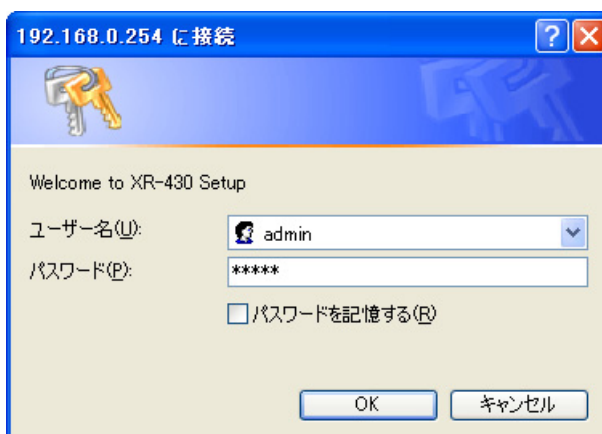 192.168.0.254 に接続
Welcome to XR-430 Setup
ユーザー名(U):
admin
パスワード(P):
*****
パスワードを記憶する(R)
OK
キャンセル